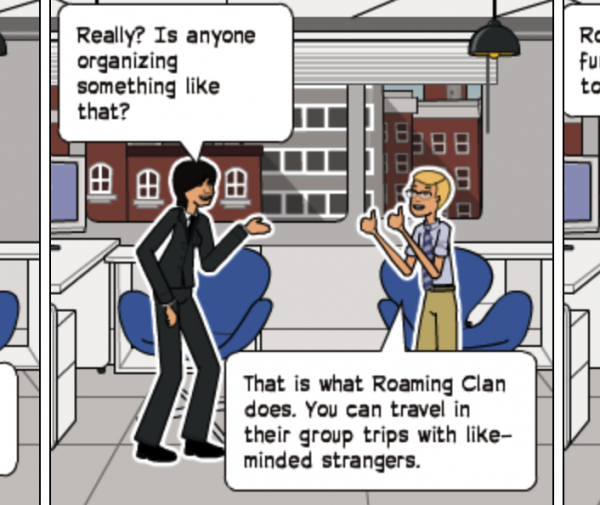 Really? Is anyone
organizing
something like
that?
That is what Roaming Clan
does. You can travel in
their group trips with like-
minded strangers.